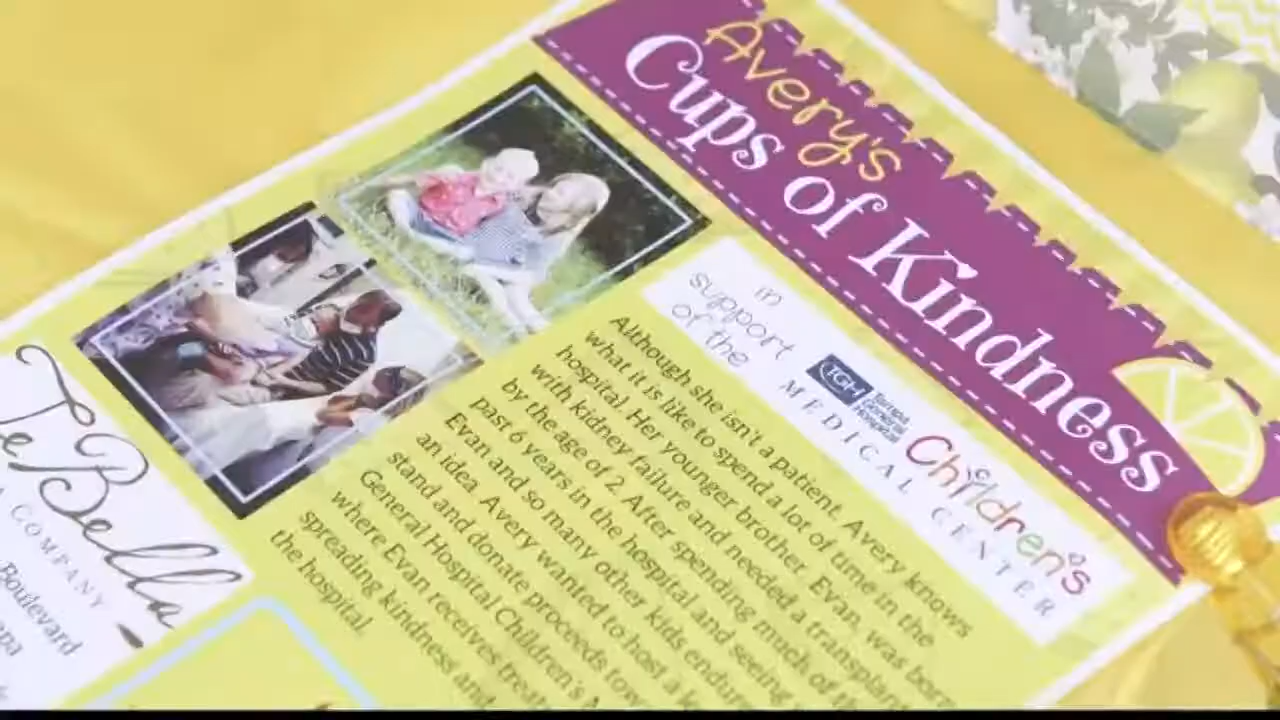 Avery's
Cups of Kindness
in
support
of the
TGH
Tampa
General
Hospital
Children's
MEDICAL CENTER
Although she isn't a patient, Avery knows
what it is like to spend a lot of time in the
hospital. Her younger brother, Evan, was born
with kidney failure and needed a transplant
by the age of 2. After spending much of the
past 6 years in the hospital and seeing
Evan and so many other kids endure
an idea. Avery wanted to host a
stand and donate proceeds
General Hospital Children's
where Evan receives
spreading kindness and
the hospital.
TeBella
COMPANY
Boulevard